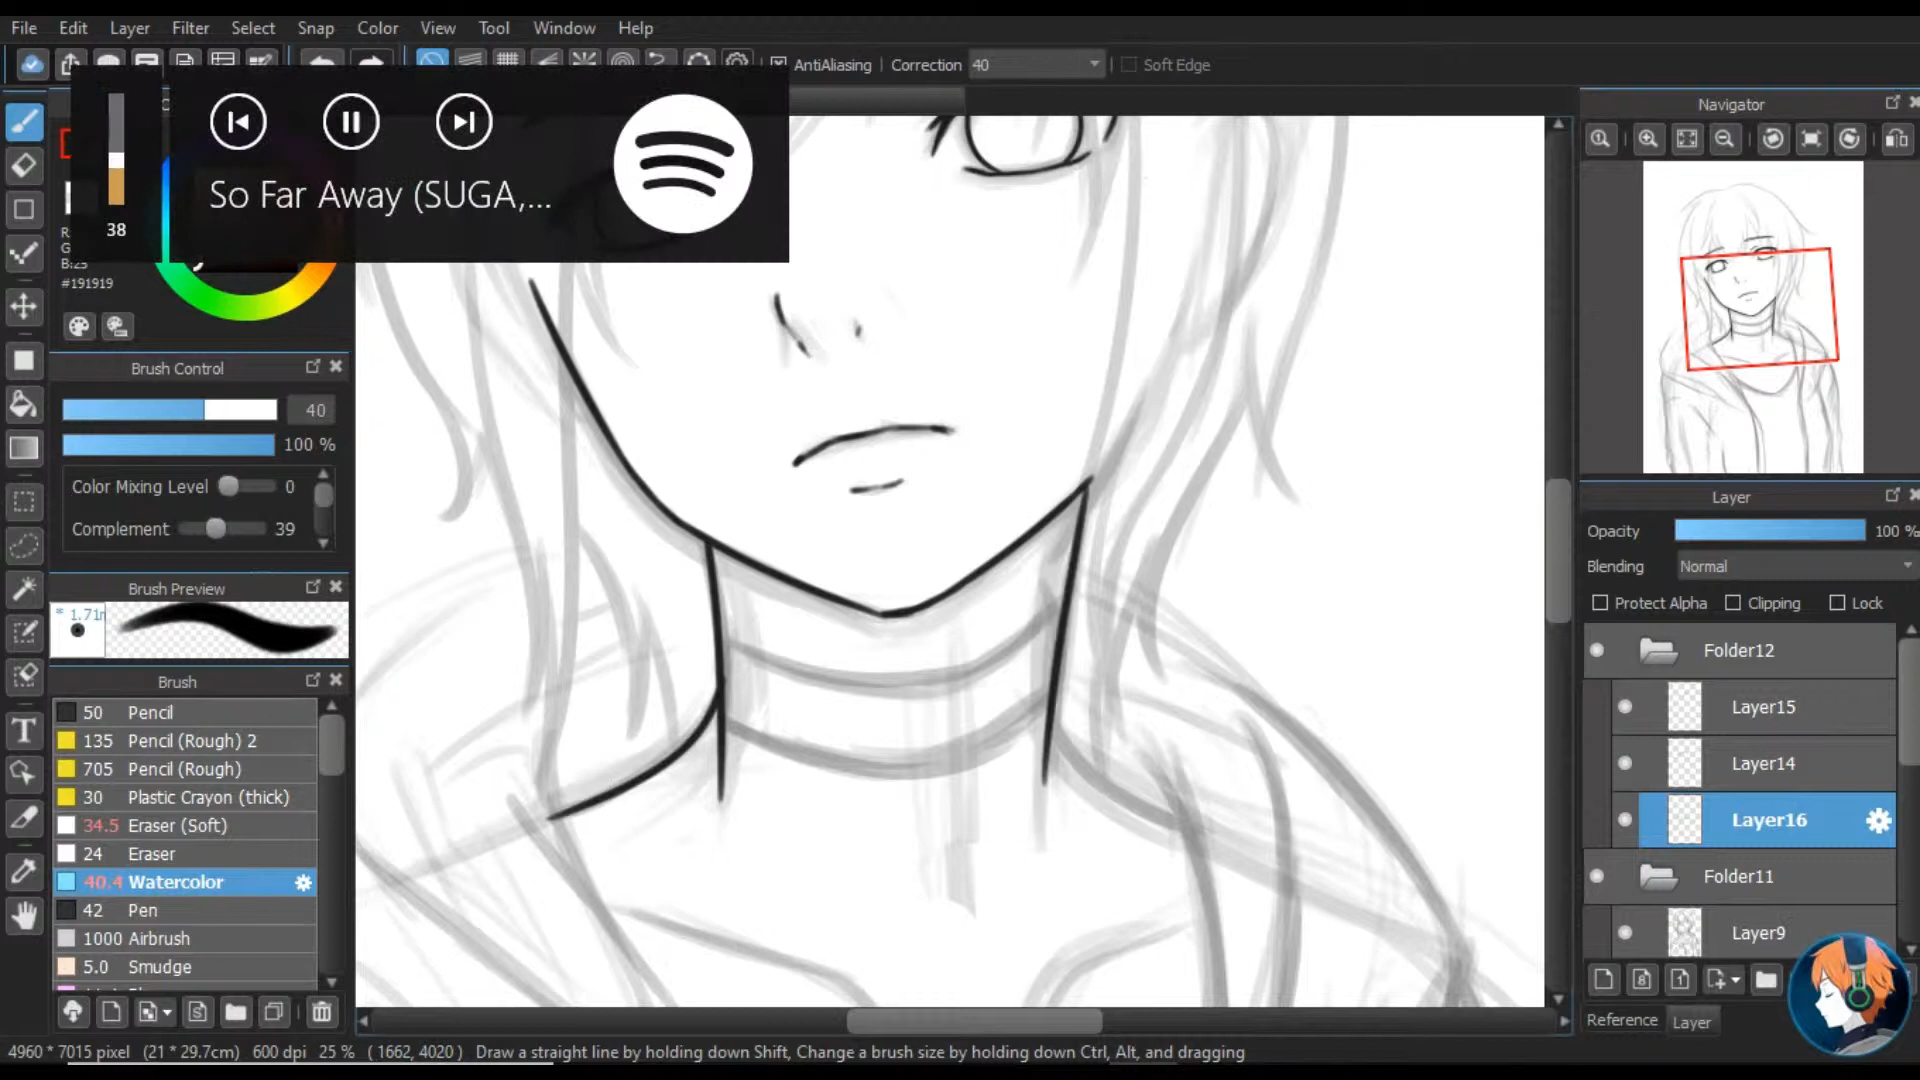 File Edit Layer Filter Select Snap Color View Tool Window Help
AntiAliasing Correction 40 Soft Edge
So Far Away (SUGA,...
38
R:
G:
B:25
#191919
Brush Control
40
100 %
Color Mixing Level 0
Complement 39
Brush Preview
* 1.71m
Brush
50 Pencil
135 Pencil (Rough) 2
705 Pencil (Rough)
30 Plastic Crayon (thick)
34.5 Eraser (Soft)
24 Eraser
40.4 Watercolor
42 Pen
1000 Airbrush
5.0 Smudge
Navigator
Layer
Opacity 100 %
Blending Normal
Protect Alpha Clipping Lock
Folder12
Layer15
Layer14
Layer16
Folder11
Layer9
Reference Layer
4960 * 7015 pixel (21 * 29.7cm) 600 dpi 25 % ( 1662, 4020 ) Draw a straight line by holding down Shift, Change a brush size by holding down Ctrl, Alt, and dragging